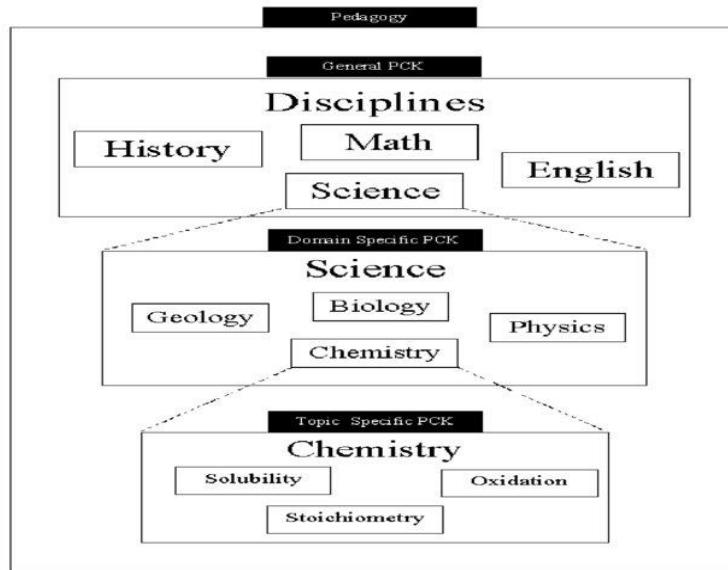 Pedagogy
General PCK
Disciplines
History
Math
English
Science
Domain Specific PCK
Science
Geology
Biology
Physics
Chemistry
Topic Specific PCK
Chemistry
Solubility
Oxidation
Stoichiometry